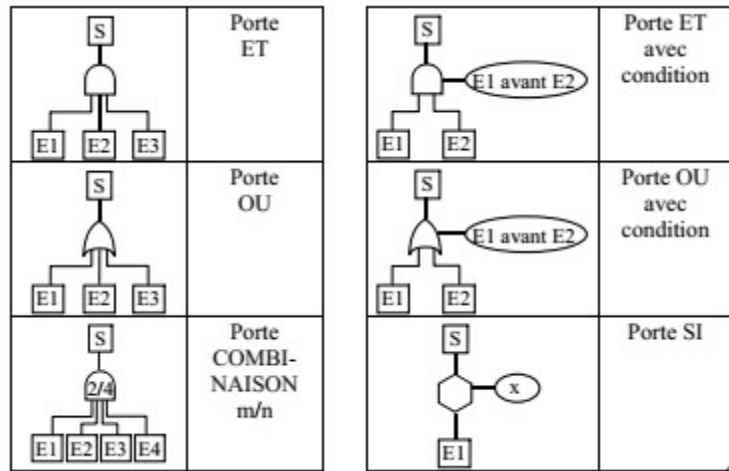 S
E1 E2 E3
Porte
ET
S
E1 avant E2
E1 E2
Porte ET
avec
condition
S
E1 E2 E3
Porte
OU
S
E1 avant E2
E1 E2
Porte OU
avec
condition
S
2/4
E1 E2 E3 E4
Porte
COMBI-
NAISON
m/n
S
x
E1
Porte SI